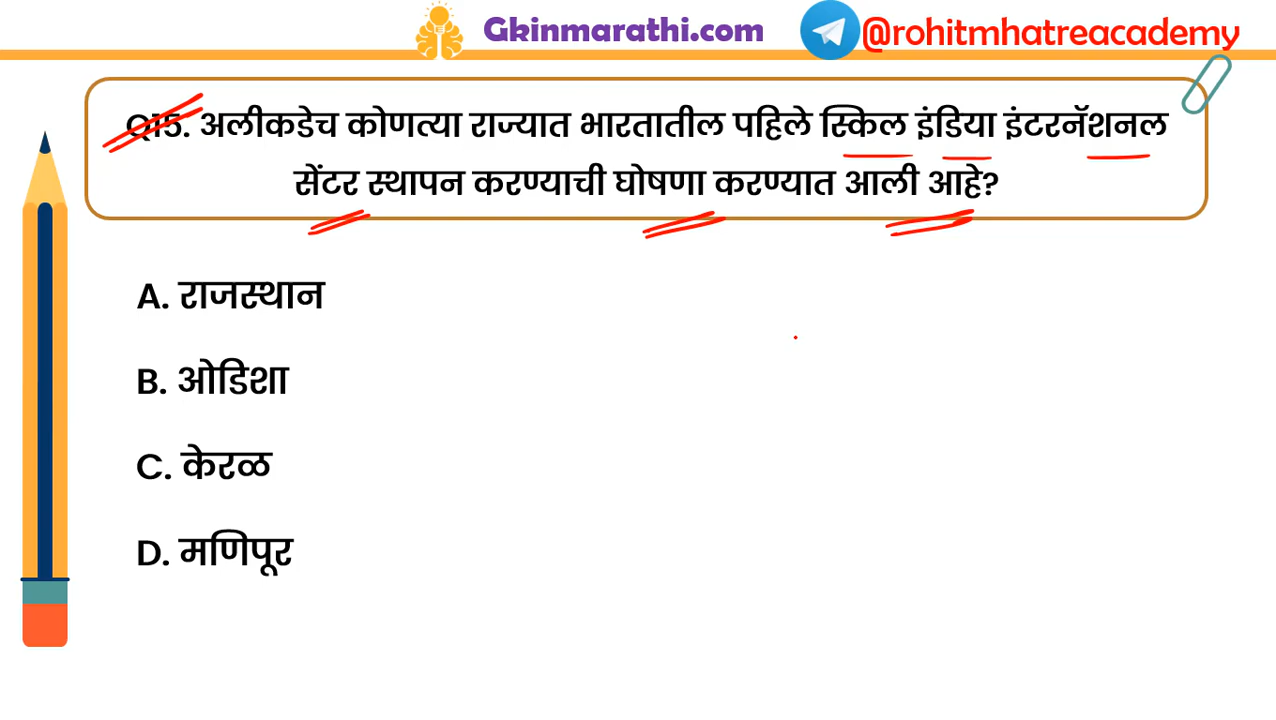 Gkinmarathi.com
@rohitmhatreacademy
Q15. अलीकडेच कोणत्या राज्यात भारतातील पहिले स्किल इंडिया इंटरनॅशनल
सेंटर स्थापन करण्याची घोषणा करण्यात आली आहे?
A. राजस्थान
B. ओडिशा
C. केरळ
D. मणिपूर